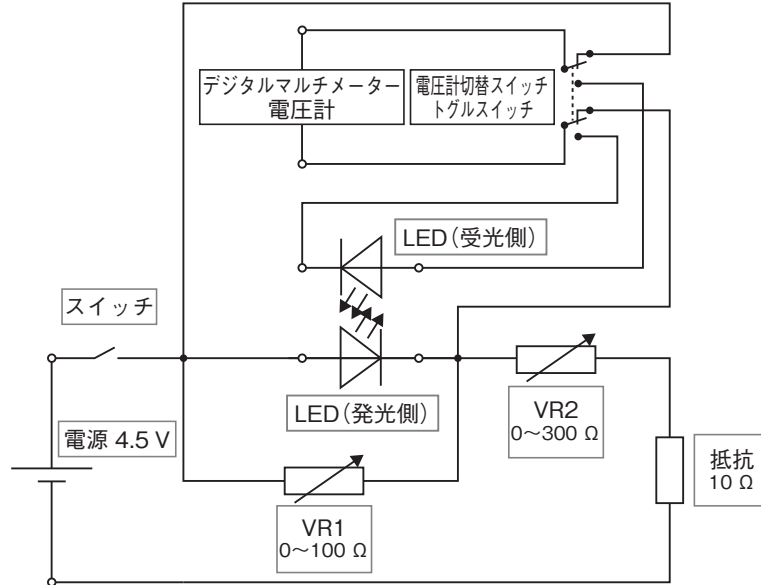 デジタルマルチメーター
電圧計
電圧計切替スイッチ
トグルスイッチ
LED（受光側）
スイッチ
LED（発光側）
VR2
0〜300 Ω
電源 4.5 V
抵抗
10 Ω
VR1
0〜100 Ω